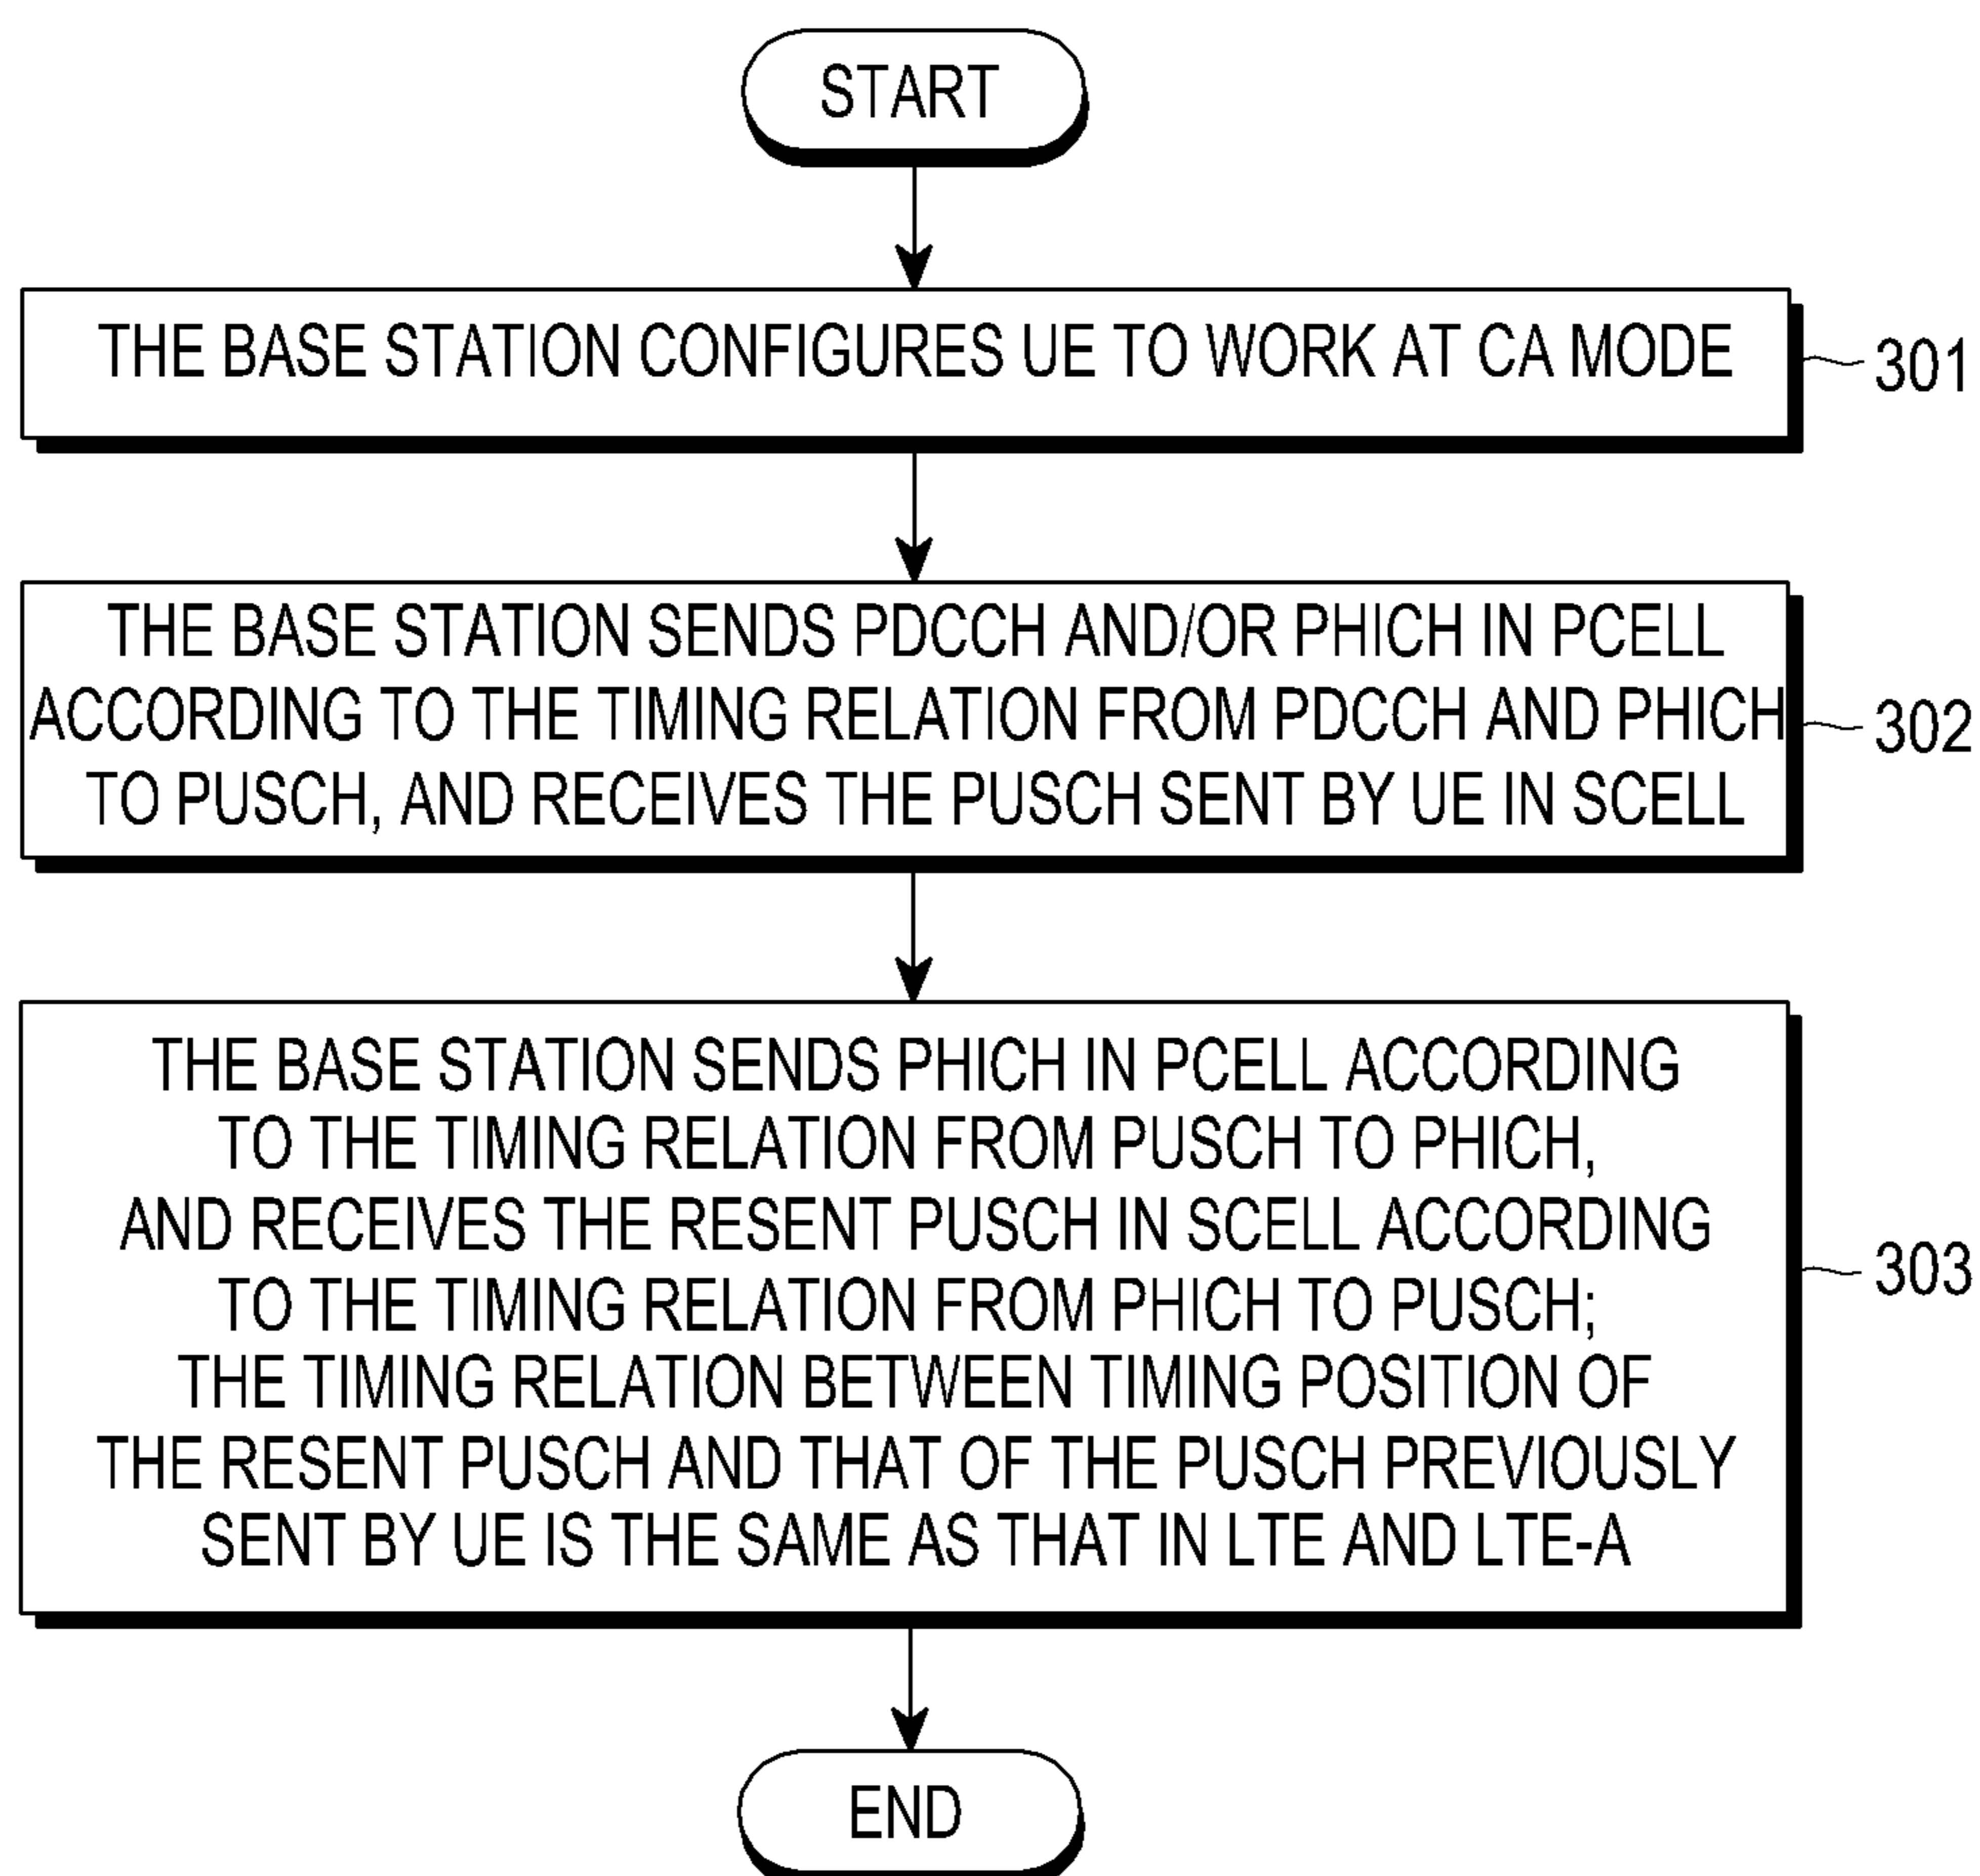 START
THE BASE STATION CONFIGURES UE TO WORK AT CA MODE
301
THE BASE STATION SENDS PDCCH AND/OR PHICH IN PCELL
ACCORDING TO THE TIMING RELATION FROM PDCCH AND PHICH
TO PUSCH, AND RECEIVES THE PUSCH SENT BY UE IN SCELL
302
THE BASE STATION SENDS PHICH IN PCELL ACCORDING
TO THE TIMING RELATION FROM PUSCH TO PHICH,
AND RECEIVES THE RESENT PUSCH IN SCELL ACCORDING
TO THE TIMING RELATION FROM PHICH TO PUSCH;
THE TIMING RELATION BETWEEN TIMING POSITION OF
THE RESENT PUSCH AND THAT OF THE PUSCH PREVIOUSLY
SENT BY UE IS THE SAME AS THAT IN LTE AND LTE-A
303
END